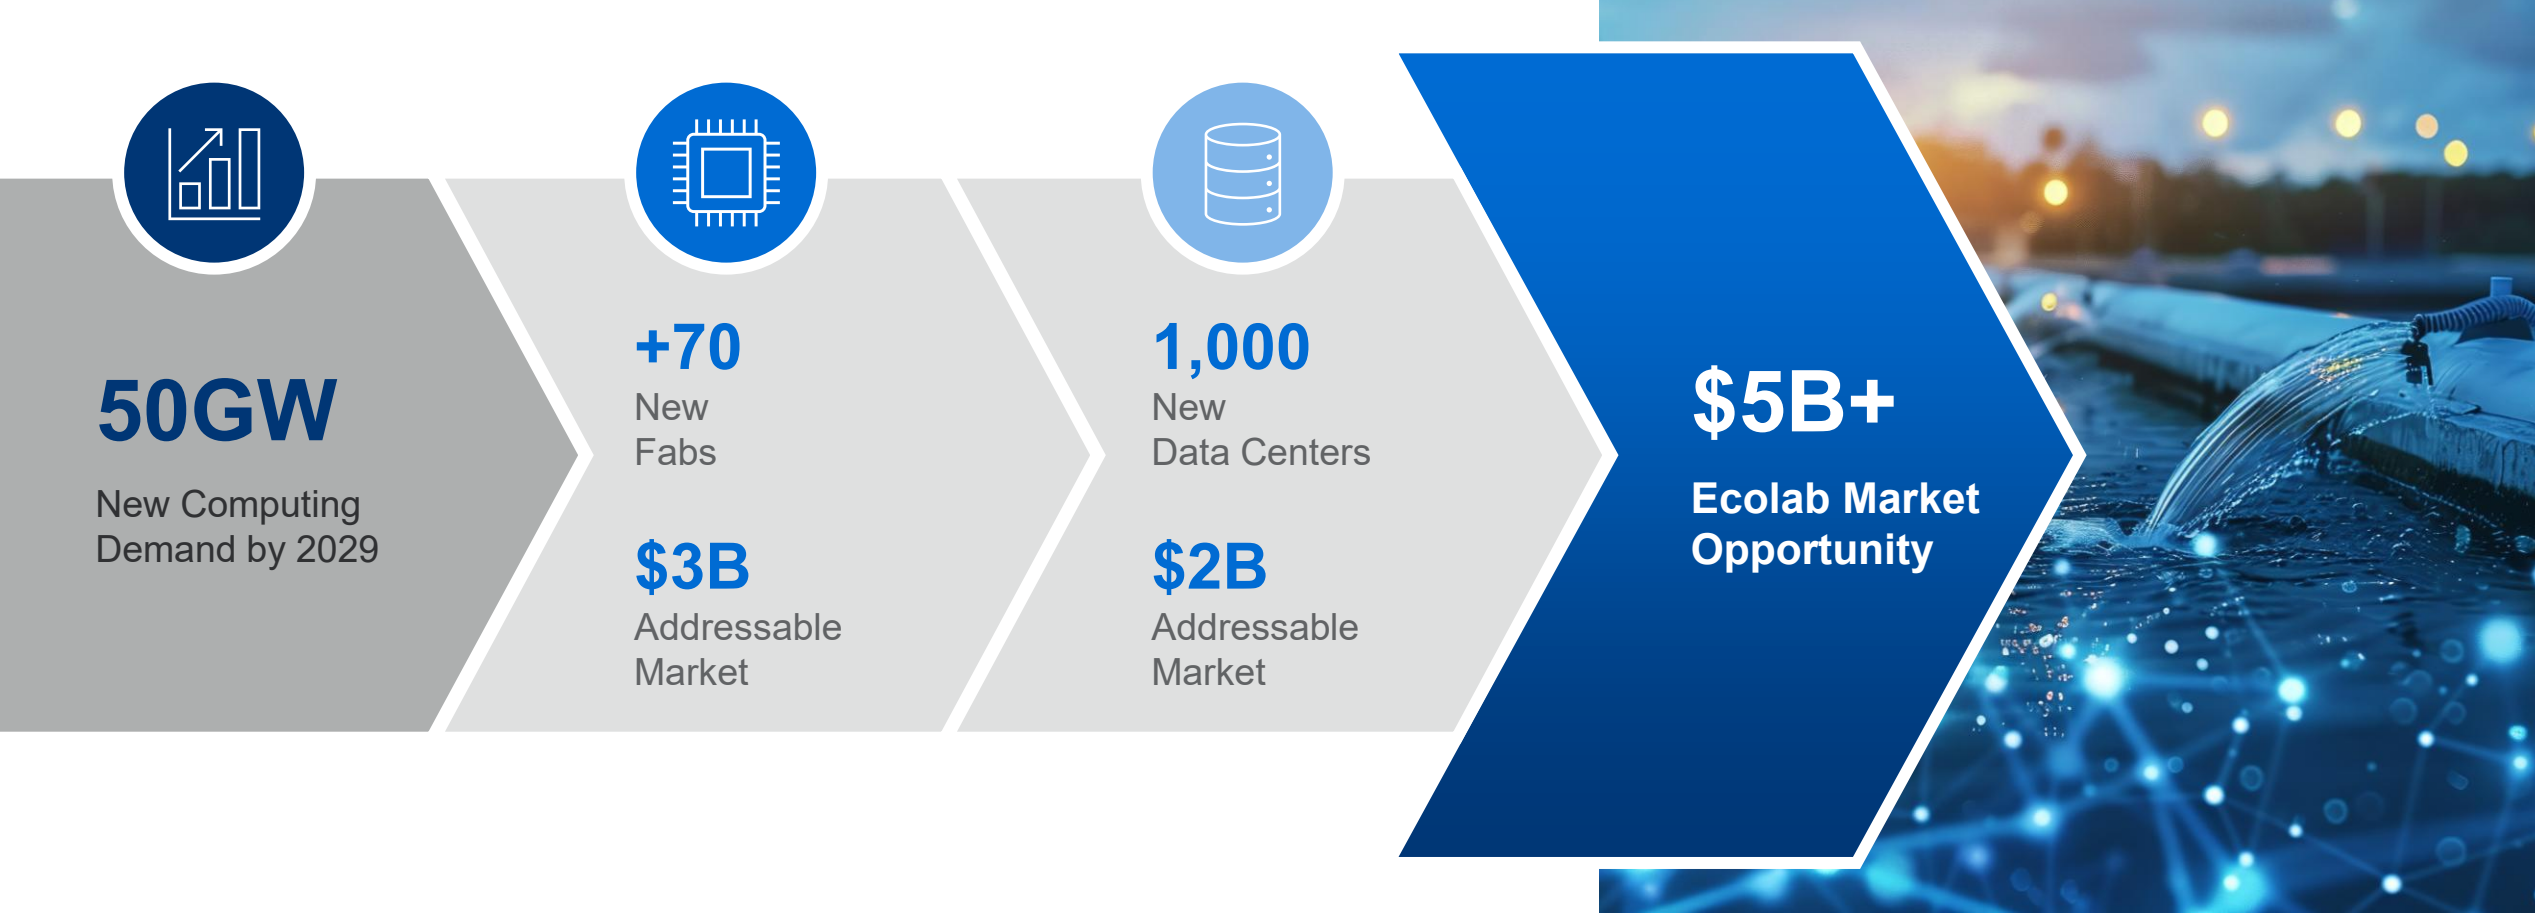 50GW
New Computing
Demand by 2029
+70
New
Fabs
$3B
Addressable
Market
1,000
New
Data Centers
$2B
Addressable
Market
$5B+
Ecolab Market
Opportunity